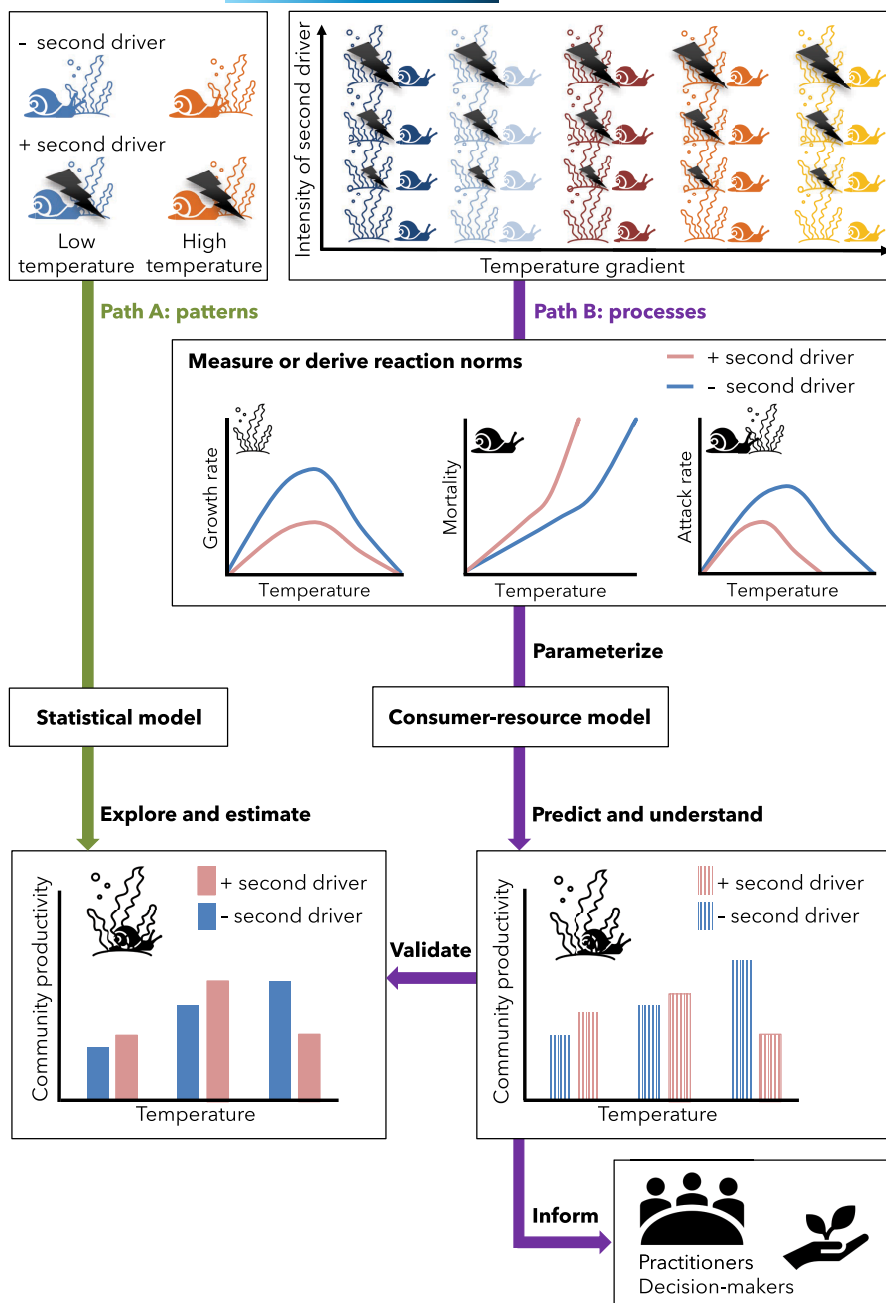 – second driver
+ second driver
Low temperature
High temperature
Intensity of second driver
Temperature gradient
Path A: patterns
Path B: processes
Measure or derive reaction norms
+ second driver
– second driver
Growth rate
Temperature
Mortality
Temperature
Attack rate
Temperature
Parameterize
Statistical model
Consumer-resource model
Explore and estimate
Predict and understand
Community productivity
+ second driver
– second driver
Temperature
Validate
Community productivity
+ second driver
– second driver
Temperature
Inform
Practitioners
Decision-makers